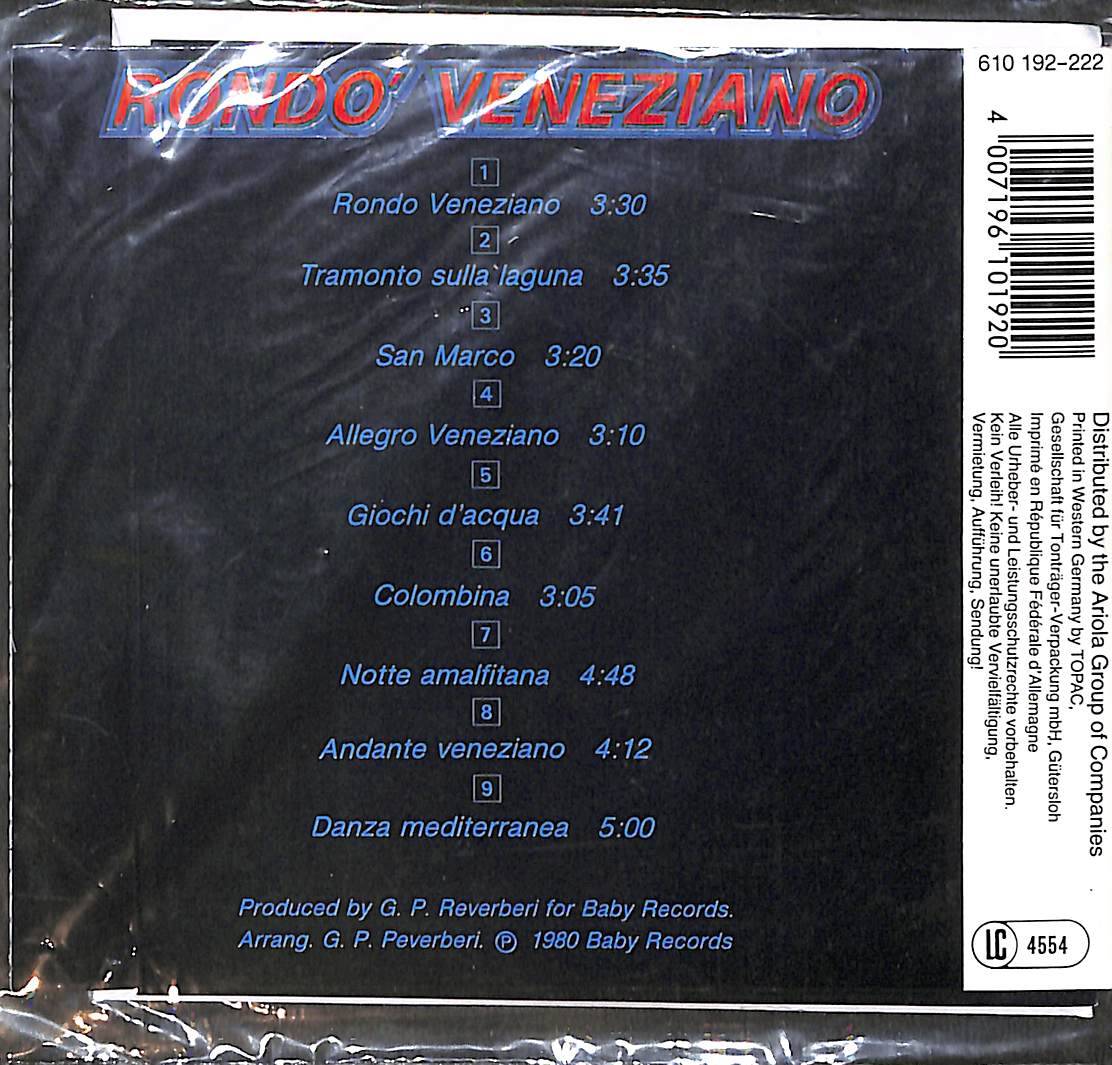 RONDO' VENEZIANO
1
Rondo Veneziano 3:30
2
Tramonto sulla laguna 3:35
3
San Marco 3:20
4
Allegro Veneziano 3:10
5
Giochi d'acqua 3:41
6
Colombina 3:05
7
Notte amalfitana 4:48
8
Andante veneziano 4:12
9
Danza mediterranea 5:00
Produced by G. P. Reverberi for Baby Records.
Arrang. G. P. Peverberi. ℗ 1980 Baby Records
610 192-222
4 007196 101920
Distributed by the Ariola Group of Companies
Printed in Western Germany by TOPAC,
Gesellschaft für Tonträger-Verpackung mbH, Gütersloh
Imprimé en République Fédérale d'Allemagne
Alle Urheber- und Leistungsschutzrechte vorbehalten.
Kein Verleih! Keine unerlaubte Vervielfältigung,
Vermietung, Aufführung, Sendung!
LC 4554